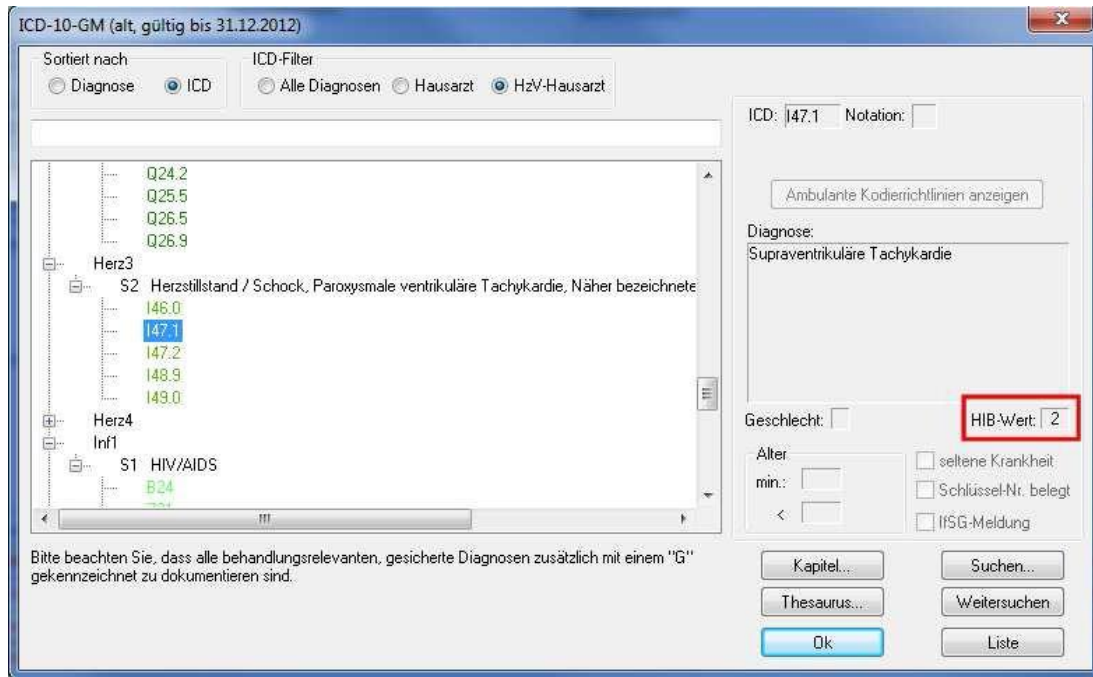 ICD-10-GM (alt, gültig bis 31.12.2012)
Sortiert nach
Diagnose
ICD
ICD-Filter
Alle Diagnosen
Hausarzt
HzV-Hausarzt
ICD: I47.1 Notation:
Q24.2
Q25.5
Q26.5
Q26.9
Herz3
S2 Herzstillstand / Schock, Paroxysmale ventrikuläre Tachykardie, Näher bezeichnete
I46.0
I47.1
I47.2
I48.9
I49.0
Herz4
Inf1
S1 HIV/AIDS
B24
Ambulante Kodierrichtlinien anzeigen
Diagnose:
Supraventrikuläre Tachykardie
Geschlecht:
HIB-Wert: 2
Alter
min.:
<
seltene Krankheit
Schlüssel-Nr. belegt
IfSG-Meldung
Bitte beachten Sie, dass alle behandlungsrelevanten, gesicherte Diagnosen zusätzlich mit einem "G"
gekennzeichnet zu dokumentieren sind.
Kapitel...
Suchen...
Thesaurus...
Weitersuchen
Ok
Liste